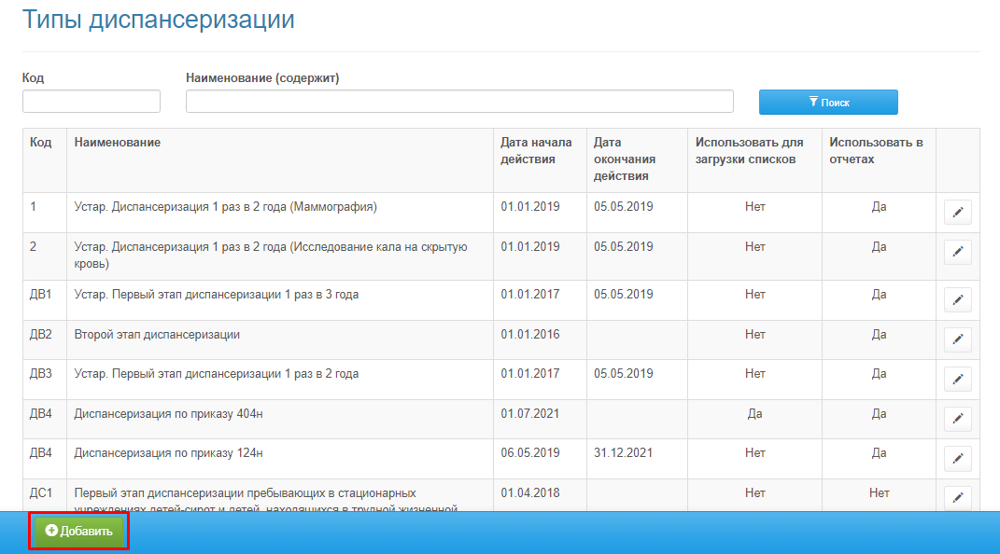 Типы диспансеризации
Код
Наименование (содержит)
Поиск
Код Наименование Дата начала действия Дата окончания действия Использовать для загрузки списков Использовать в отчетах
1 Устар. Диспансеризация 1 раз в 2 года (Маммография) 01.01.2019 05.05.2019 Нет Да
2 Устар. Диспансеризация 1 раз в 2 года (Исследование кала на скрытую кровь) 01.01.2019 05.05.2019 Нет Да
ДВ1 Устар. Первый этап диспансеризации 1 раз в 3 года 01.01.2017 05.05.2019 Нет Да
ДВ2 Второй этап диспансеризации 01.01.2016 Нет Да
ДВ3 Устар. Первый этап диспансеризации 1 раз в 2 года 01.01.2017 05.05.2019 Нет Да
ДВ4 Диспансеризация по приказу 404н 01.07.2021 Да Да
ДВ4 Диспансеризация по приказу 124н 06.05.2019 31.12.2021 Нет Да
ДС1 Первый этап диспансеризации пребывающих в стационарных 01.04.2018 Нет Нет
учреждениях детей-сирот и детей, находящихся в трудной жизненной
Добавить